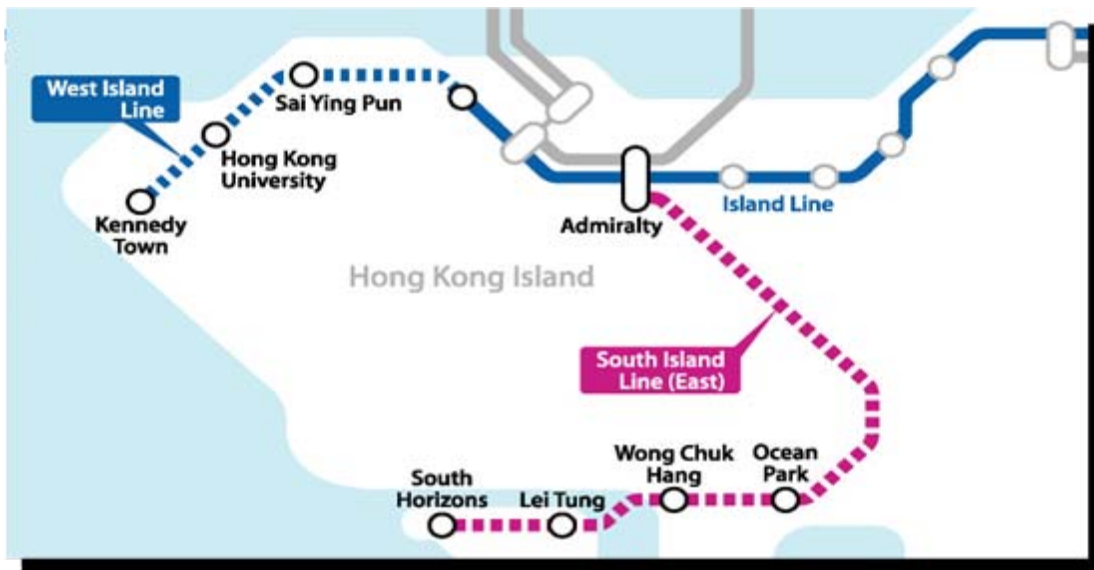 West Island
Line
Sai Ying Pun
Hong Kong
University
Kennedy
Town
Admiralty
Island Line
Hong Kong Island
South Island
Line (East)
Wong Chuk
Hang
Ocean
Park
South
Horizons
Lei Tung